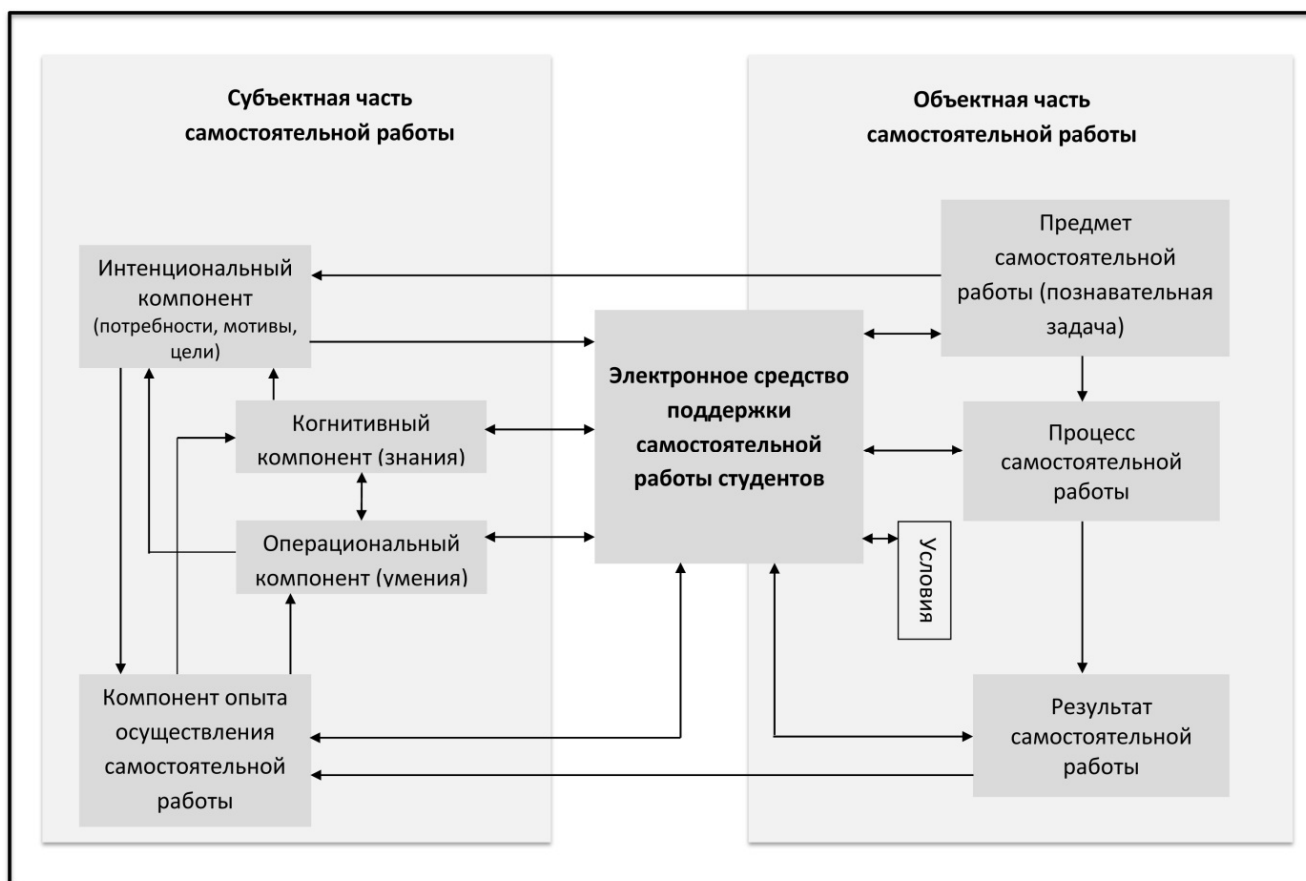 Субъектная часть
самостоятельной работы
Объектная часть
самостоятельной работы
Интенциональный
компонент
(потребности, мотивы,
цели)
Когнитивный
компонент (знания)
Операциональный
компонент (умения)
Компонент опыта
осуществления
самостоятельной
работы
Электронное средство
поддержки
самостоятельной
работы студентов
Предмет
самостоятельной
работы (познавательная
задача)
Процесс
самостоятельной
работы
Условия
Результат
самостоятельной
работы